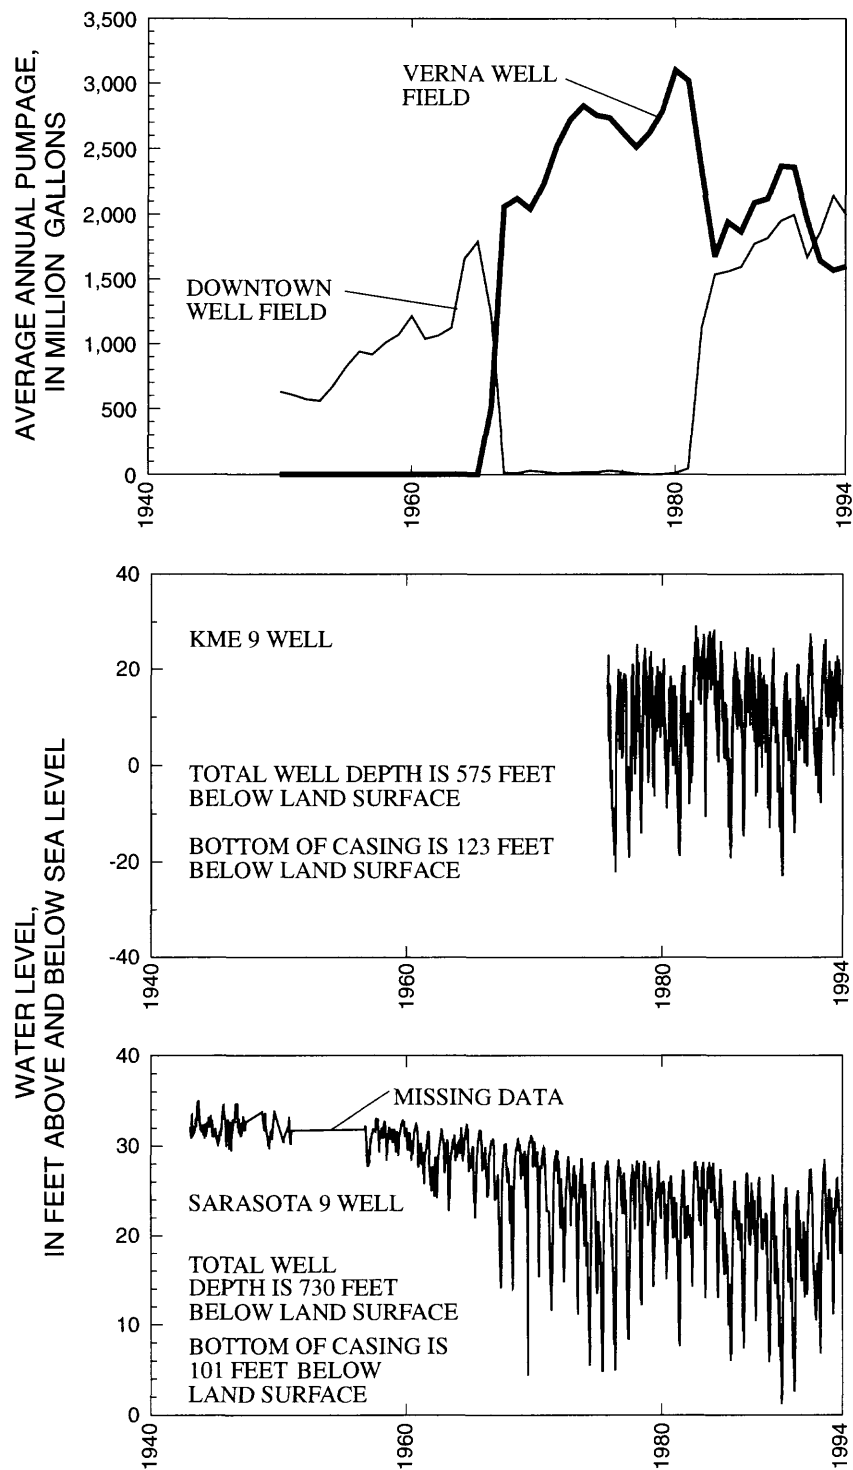 AVERAGE ANNUAL PUMPAGE,
IN MILLION GALLONS
3,500
3,000
2,500
2,000
1,500
1,000
500
0
VERNA WELL
FIELD
DOWNTOWN
WELL FIELD
1940
1960
1980
1994
WATER LEVEL,
IN FEET ABOVE AND BELOW SEA LEVEL
40
20
0
-20
-40
KME 9 WELL
TOTAL WELL DEPTH IS 575 FEET
BELOW LAND SURFACE
BOTTOM OF CASING IS 123 FEET
BELOW LAND SURFACE
1940
1960
1980
1994
40
30
20
10
0
MISSING DATA
SARASOTA 9 WELL
TOTAL WELL
DEPTH IS 730 FEET
BELOW LAND SURFACE
BOTTOM OF CASING IS
101 FEET BELOW
LAND SURFACE
1940
1960
1980
1994